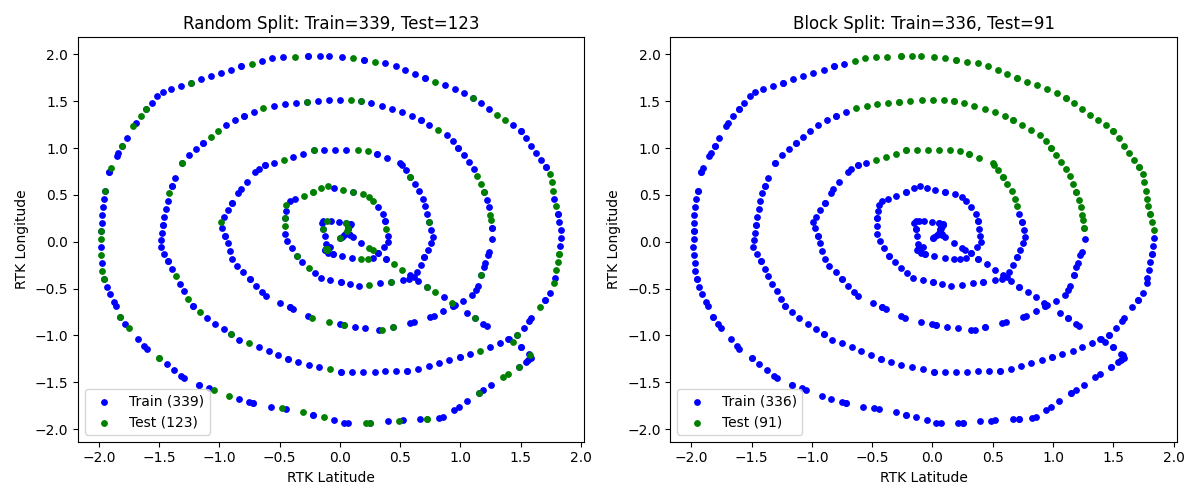 Random Split: Train=339, Test=123
RTK Longitude
2.0
1.5
1.0
0.5
0.0
−0.5
−1.0
−1.5
−2.0
Train (339)
Test (123)
−2.0 −1.5 −1.0 −0.5 0.0 0.5 1.0 1.5 2.0
RTK Latitude
Block Split: Train=336, Test=91
RTK Longitude
2.0
1.5
1.0
0.5
0.0
−0.5
−1.0
−1.5
−2.0
Train (336)
Test (91)
−2.0 −1.5 −1.0 −0.5 0.0 0.5 1.0 1.5 2.0
RTK Latitude